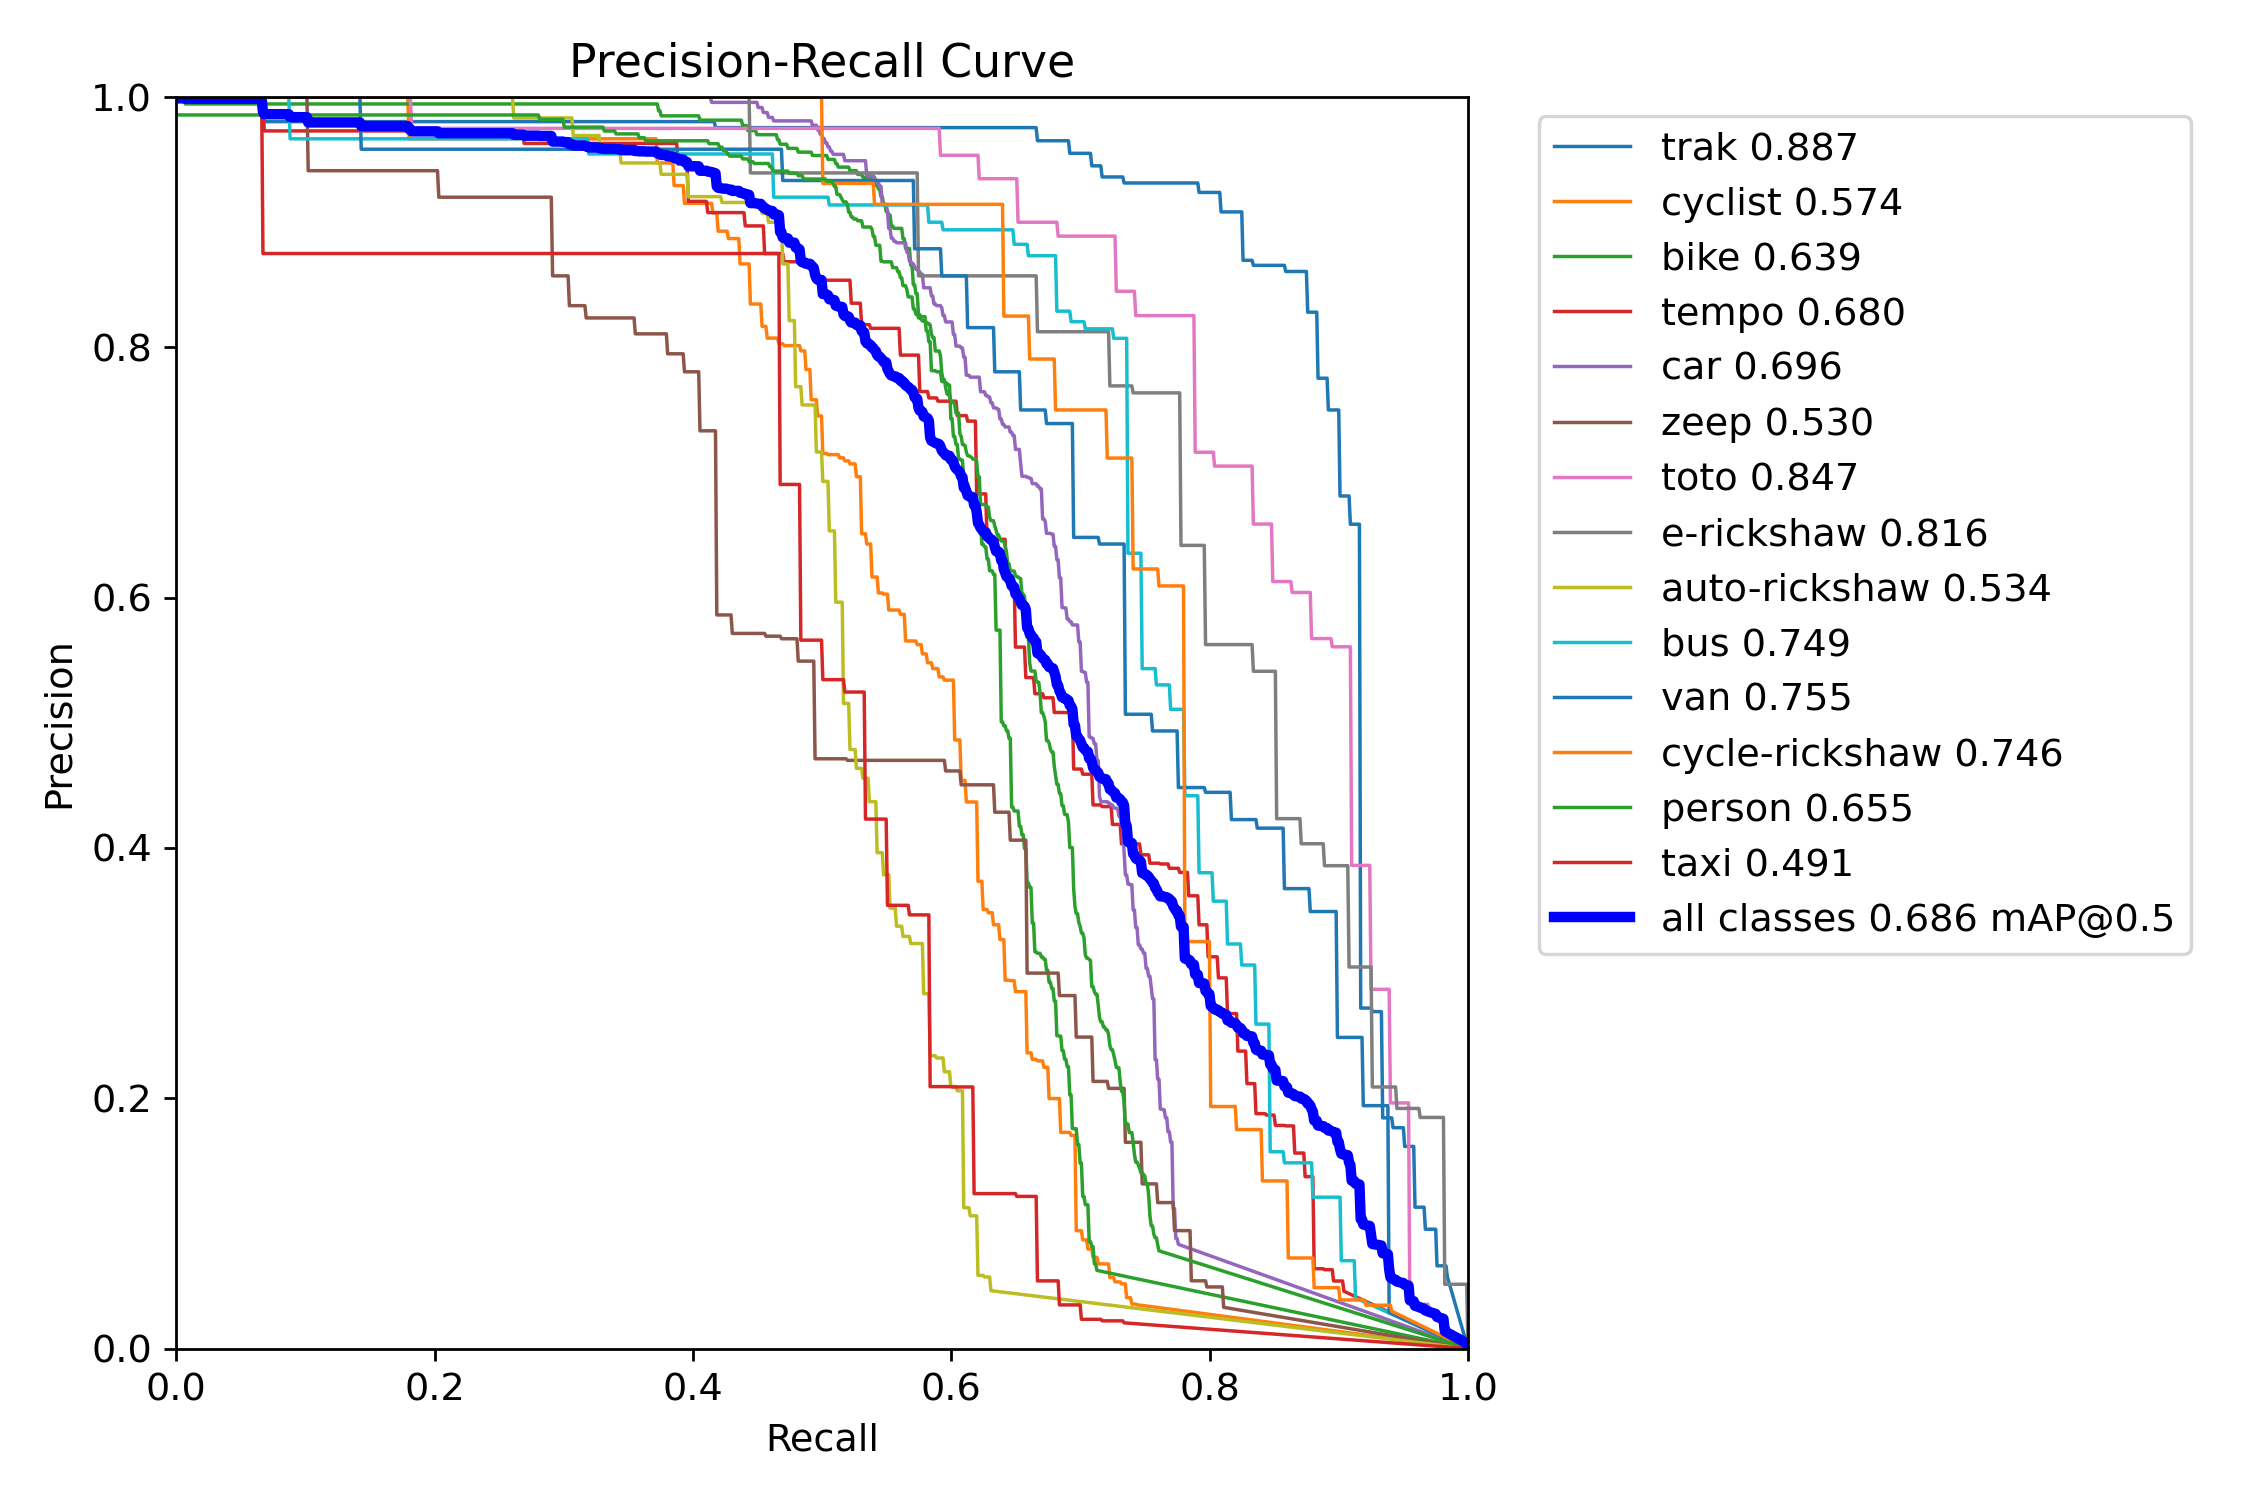 Precision-Recall Curve
1.0
0.8
0.6
0.4
0.2
0.0
Precision
0.0 0.2 0.4 0.6 0.8 1.0
Recall
trak 0.887
cyclist 0.574
bike 0.639
tempo 0.680
car 0.696
zeep 0.530
toto 0.847
e-rickshaw 0.816
auto-rickshaw 0.534
bus 0.749
van 0.755
cycle-rickshaw 0.746
person 0.655
taxi 0.491
all classes 0.686 mAP@0.5